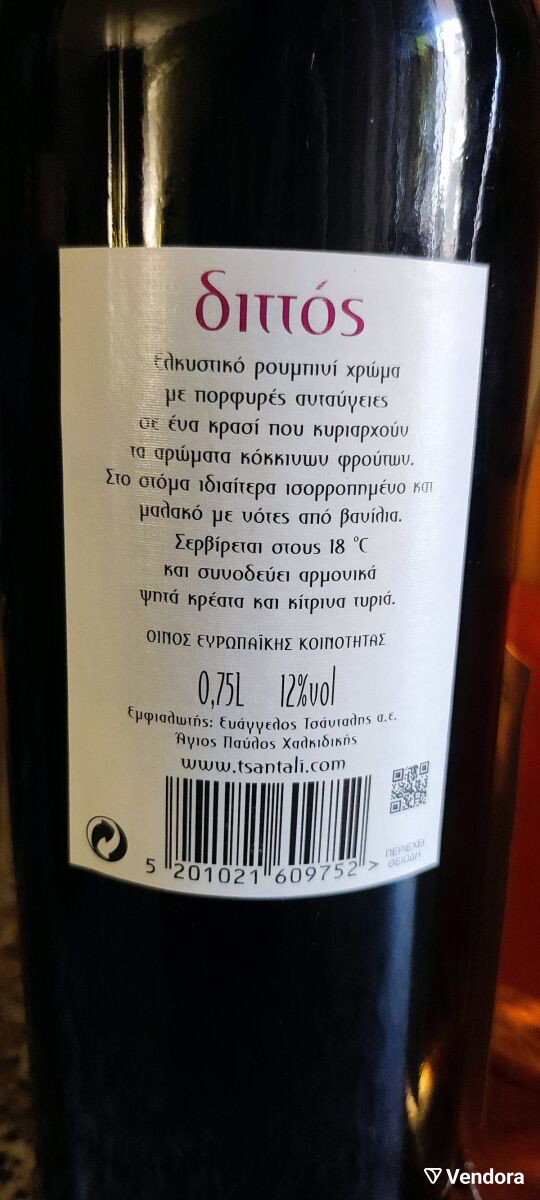 διττός
Ελκυστικό ρουμπινί χρώμα
με πορφυρές ανταύγειες
σε ένα κρασί που κυριαρχούν
τα αρώματα κόκκινων φρούτων.
Στο στόμα ιδιαίτερα ισορροπημένο και
μαλακό με νότες από βανίλια.
Σερβίρεται στους 18 °C
και συνοδεύει αρμονικά
ψητά κρέατα και κίτρινα τυριά.
ΟΙΝΟΣ ΕΥΡΩΠΑΪΚΗΣ ΚΟΙΝΟΤΗΤΑΣ
0,75L 12%vol
Εμφιαλωτής: Ευάγγελος Τσάνταλης α.ε.
Άγιος Παύλος Χαλκιδικής
www.tsantali.com
5 201021 609752 >
ΠΕΡΙΕΧΕΙ
ΘΕΙΩΔΗ
Vendora